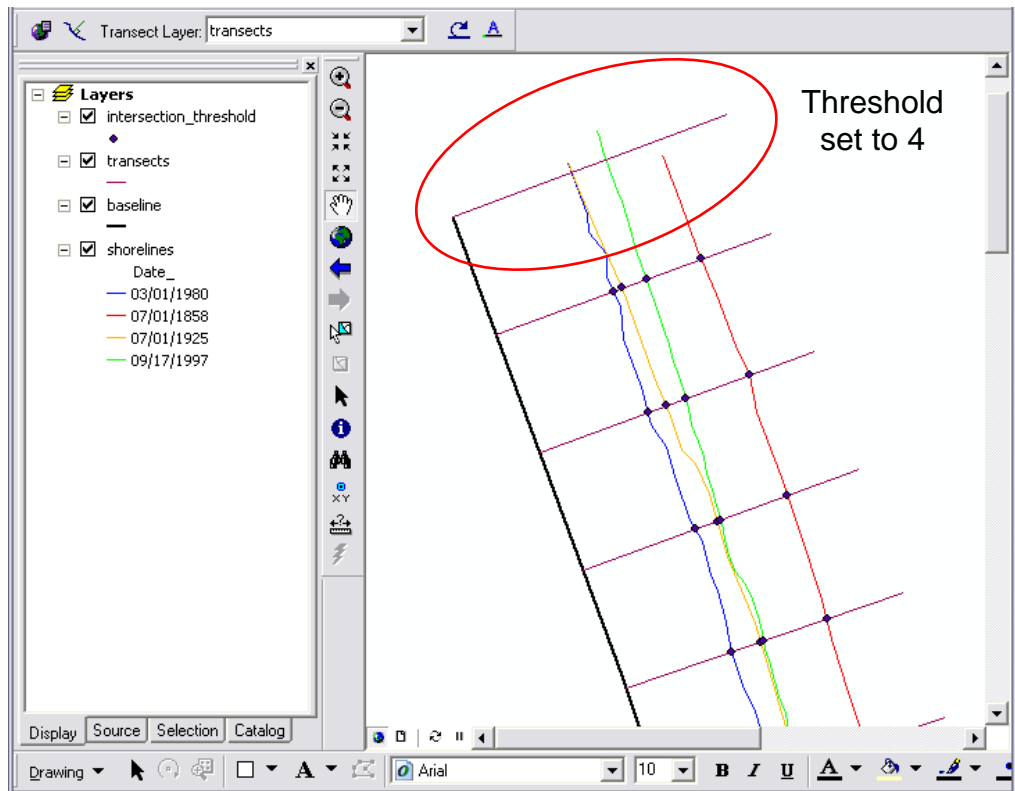 Transect Layer: transects
A
Layers
intersection_threshold
transects
baseline
shorelines
Date_
03/01/1980
07/01/1858
07/01/1925
09/17/1997
XY
Threshold
set to 4
Display Source Selection Catalog
Drawing A Arial 10 B I U A